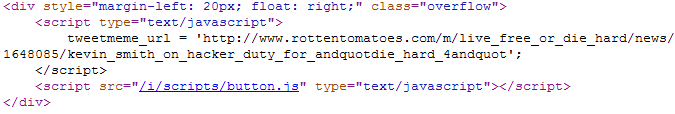 <div style="margin-left: 20px; float: right;" class="overflow">
<script type="text/javascript">
tweetmeme_url = 'http://www.rottentomatoes.com/m/live_free_or_die_hard/news/
1648085/kevin_smith_on_hacker_duty_for_andquotdie_hard_4andquot';
</script>
<script src="/i/scripts/button.js" type="text/javascript"></script>
</div>